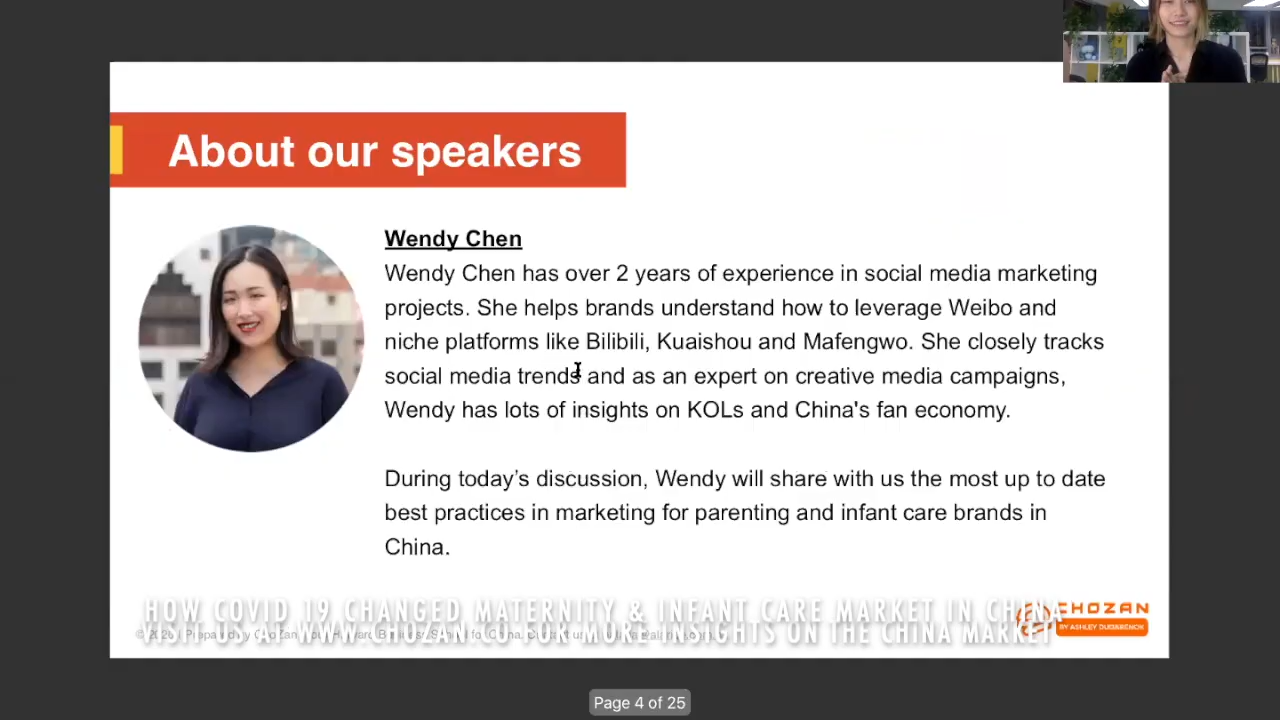 About our speakers
Wendy Chen
Wendy Chen has over 2 years of experience in social media marketing
projects. She helps brands understand how to leverage Weibo and
niche platforms like Bilibili, Kuaishou and Mafengwo. She closely tracks
social media trends and as an expert on creative media campaigns,
Wendy has lots of insights on KOLs and China's fan economy.
During today's discussion, Wendy will share with us the most up to date
best practices in marketing for parenting and infant care brands in
China.
HOW COVID 19 CHANGED MATERNITY & INFANT CARE MARKET IN CHINA
VISIT US AT WWW.CHOZAN.CO FOR MORE INSIGHTS ON THE CHINA MARKET
CHOZAN
BY ASHLEY DUDARENOK
Page 4 of 25